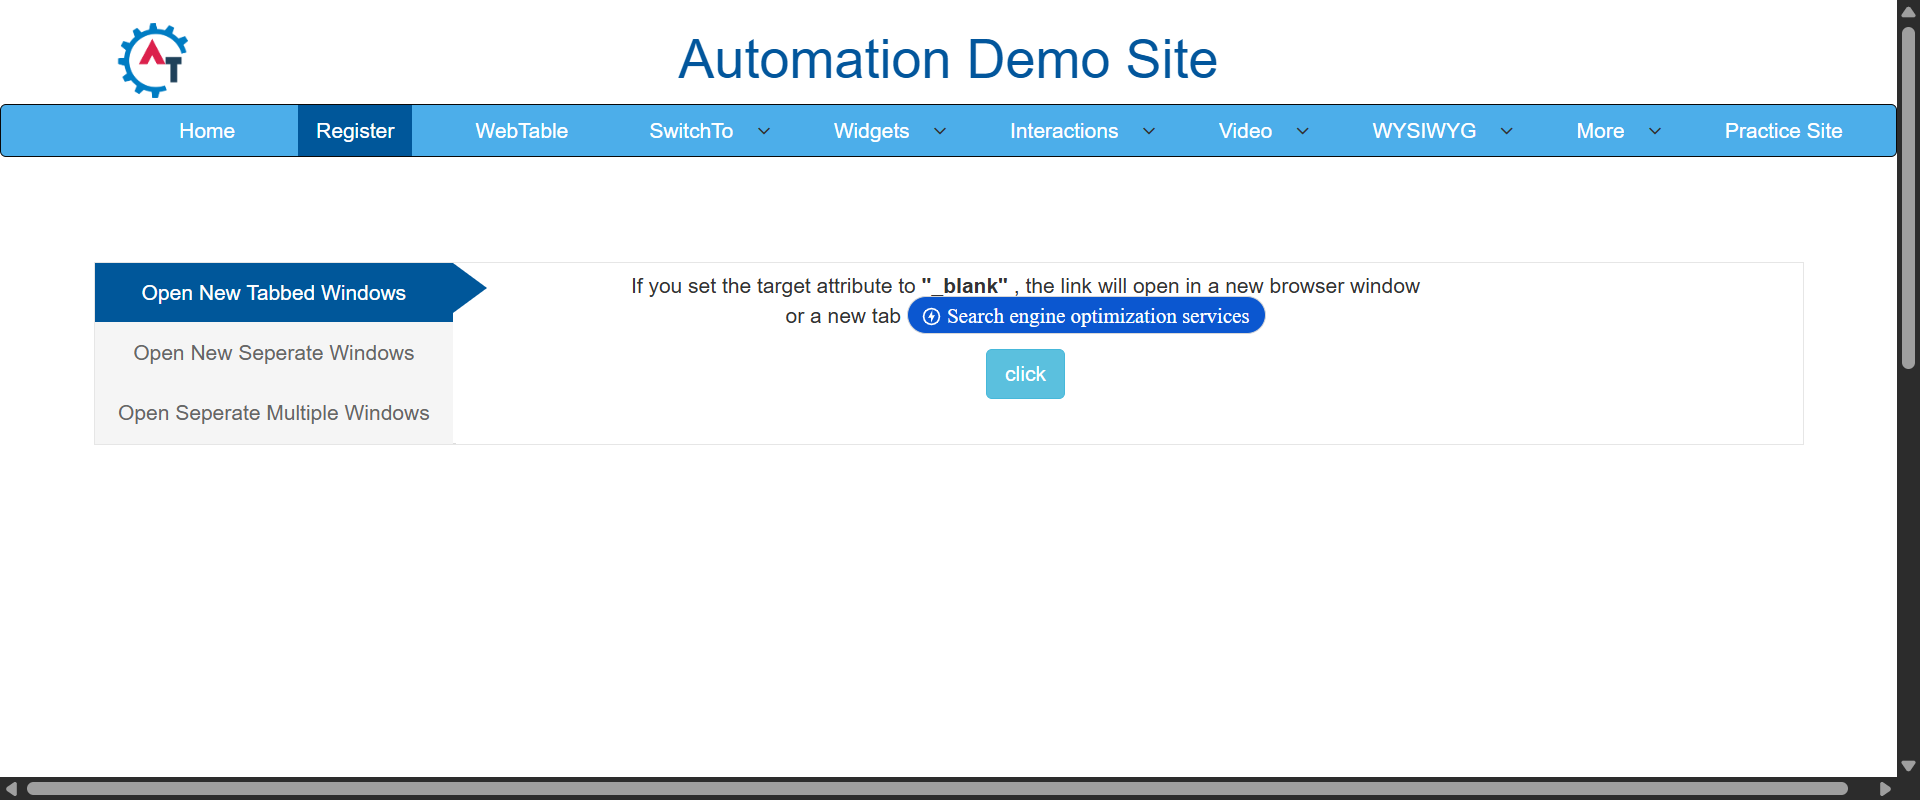 AT
Automation Demo Site
Home Register WebTable SwitchTo Widgets Interactions Video WYSIWYG More Practice Site
Open New Tabbed Windows
Open New Seperate Windows
Open Seperate Multiple Windows
If you set the target attribute to "_blank" , the link will open in a new browser window
or a new tab Search engine optimization services
click